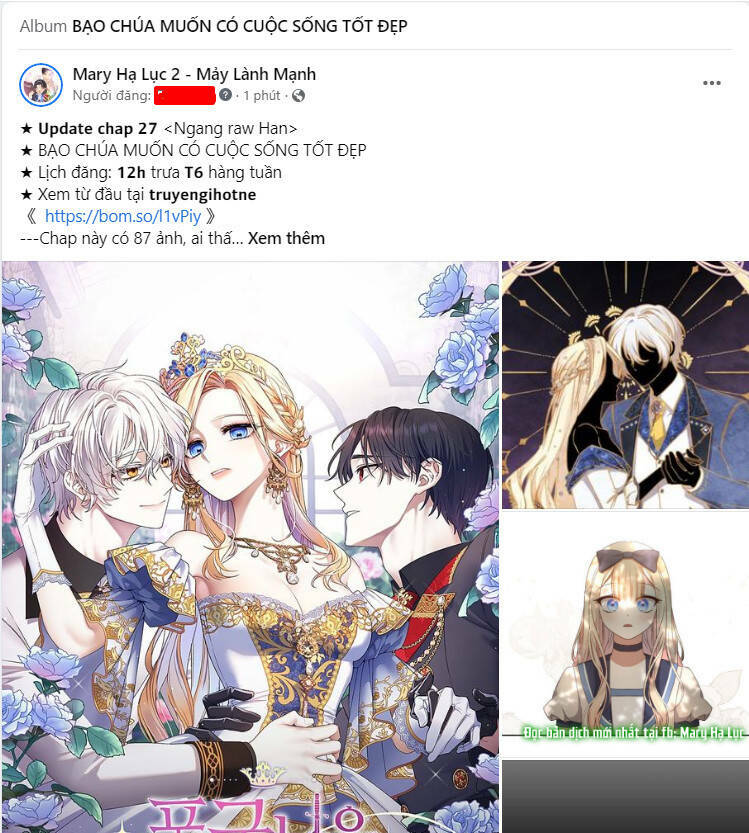 Album BẠO CHÚA MUỐN CÓ CUỘC SỐNG TỐT ĐẸP
Mary Hạ Lục 2 - Mảy Lành Mạnh
Người đăng: · 1 phút ·
★ Update chap 27 <Ngang raw Han>
★ BẠO CHÚA MUỐN CÓ CUỘC SỐNG TỐT ĐẸP
★ Lịch đăng: 12h trưa T6 hàng tuần
★ Xem từ đầu tại truyengihotne
《 https://bom.so/l1vPiy 》
---Chap này có 87 ảnh, ai thấ... Xem thêm
Đọc bản dịch mới nhất tại fb: Mary Hạ Lục